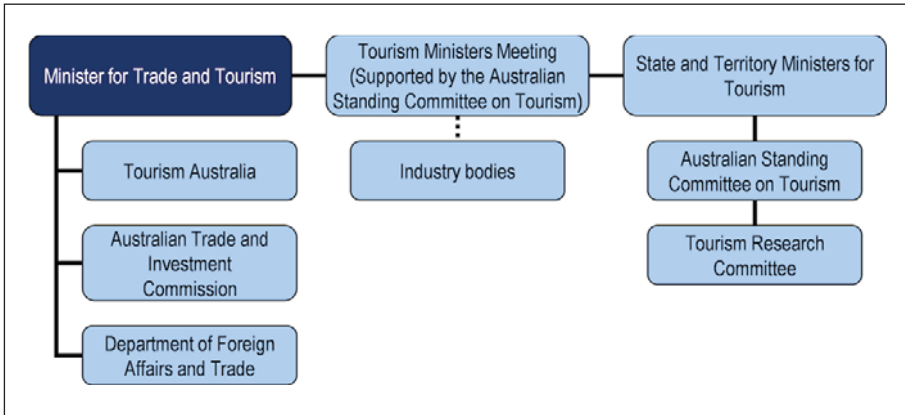 Minister for Trade and Tourism
Tourism Ministers Meeting
(Supported by the Australian
Standing Committee on Tourism)
State and Territory Ministers for
Tourism
Tourism Australia
Industry bodies
Australian Standing
Committee on Tourism
Australian Trade and
Investment
Commission
Tourism Research
Committee
Department of Foreign
Affairs and Trade